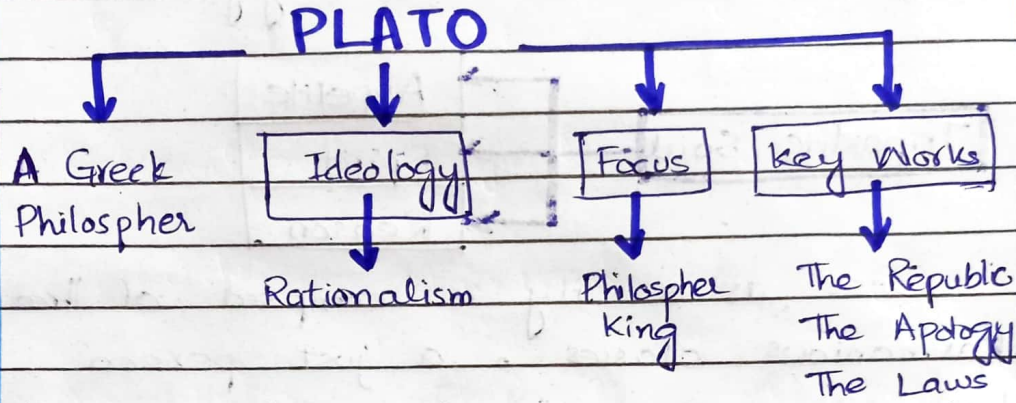 PLATO
A Greek
Philospher
Ideology
Rationalism
Focus
Philospher
King
Key Works
The Republic
The Apology
The Laws